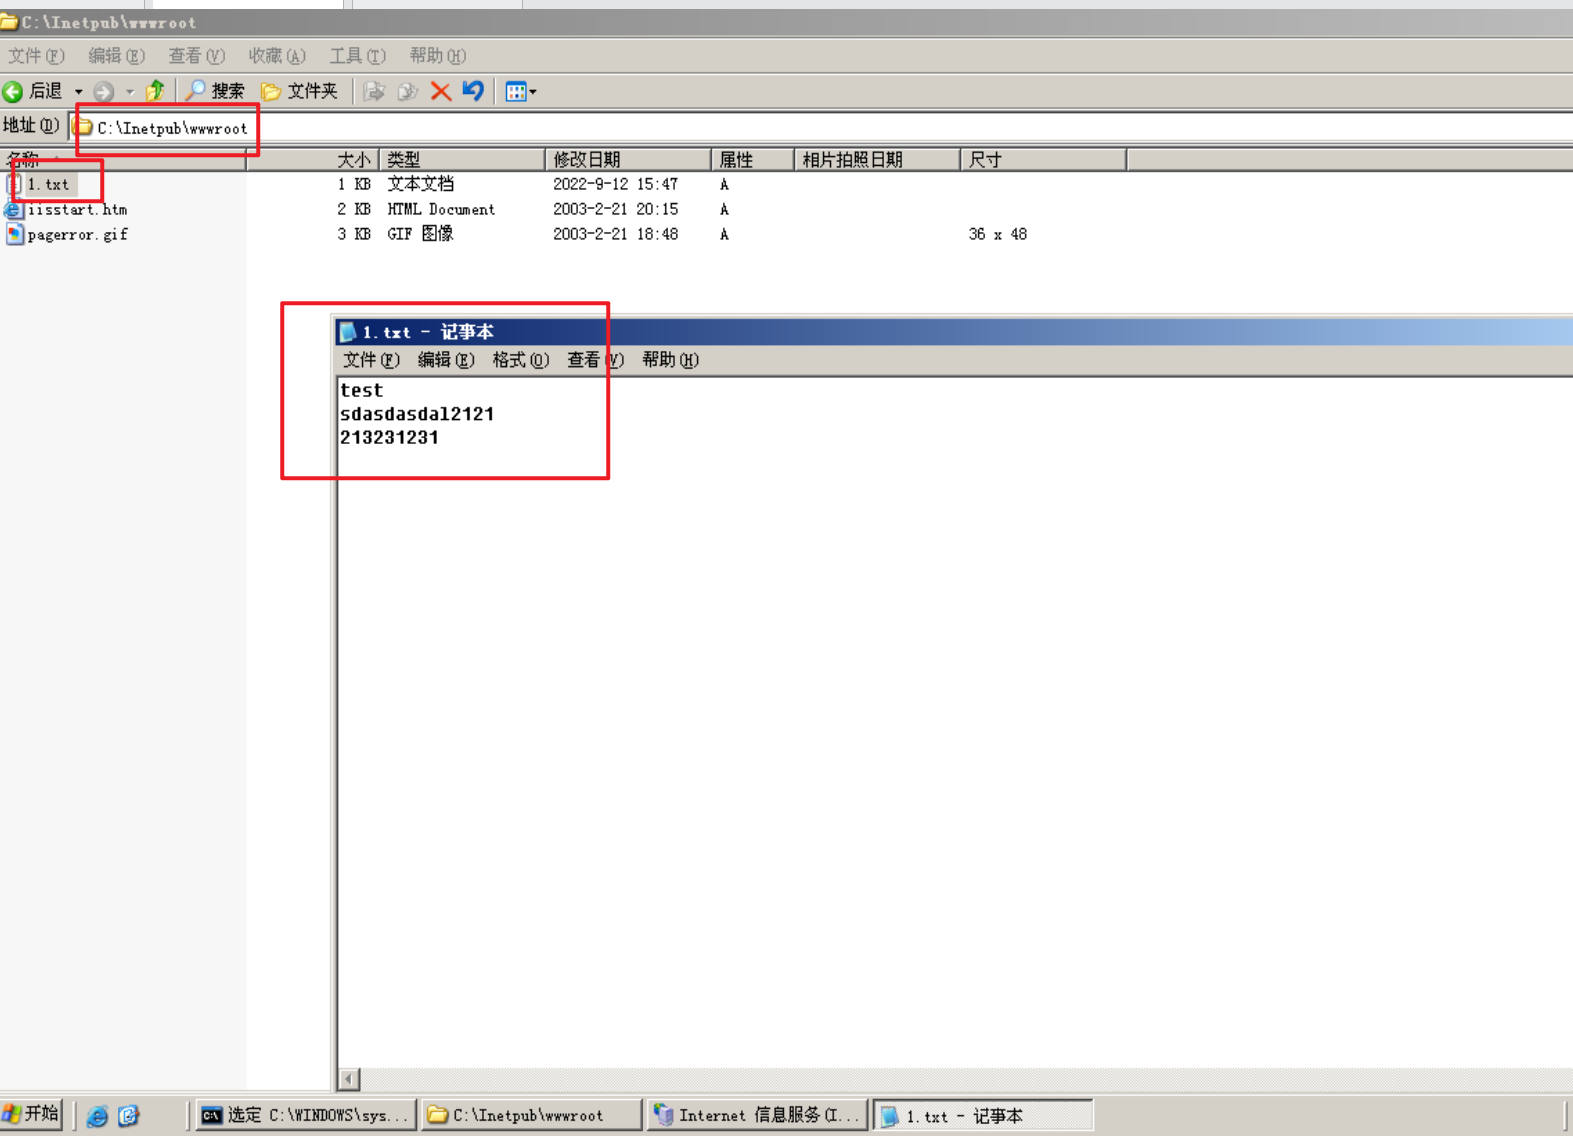 C:\Inetpub\wwwroot
文件(F) 编辑(E) 查看(V) 收藏(A) 工具(T) 帮助(H)
后退 搜索 文件夹
地址(D) C:\Inetpub\wwwroot
名称 大小 类型 修改日期 属性 相片拍照日期 尺寸
1.txt 1 KB 文本文档 2022-9-12 15:47 A
iisstart.htm 2 KB HTML Document 2003-2-21 20:15 A
pagerror.gif 3 KB GIF 图像 2003-2-21 18:48 A 36 x 48
1.txt - 记事本
文件(F) 编辑(E) 格式(O) 查看(V) 帮助(H)
test
sdasdasdal2121
213231231
开始 选定 C:\WINDOWS\sys... C:\Inetpub\wwwroot Internet 信息服务(I... 1.txt - 记事本